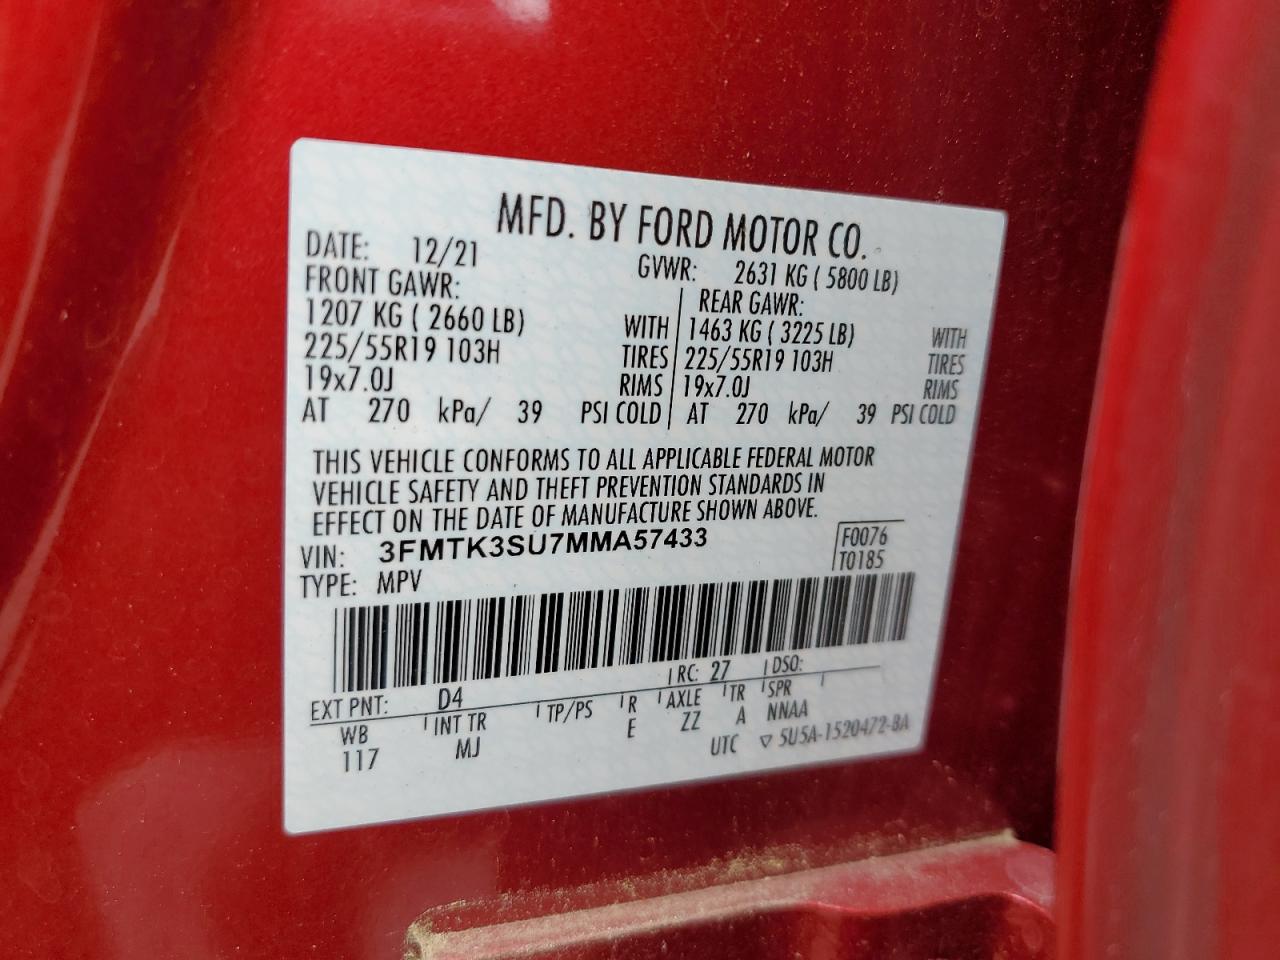 MFD. BY FORD MOTOR CO.
DATE: 12/21
GVWR: 2631 KG ( 5800 LB)
FRONT GAWR:
REAR GAWR:
1207 KG ( 2660 LB) WITH
1463 KG ( 3225 LB) WITH
225/55R19 103H TIRES
225/55R19 103H TIRES
19x7.0J RIMS
19x7.0J RIMS
AT 270 kPa/ 39 PSI COLD
AT 270 kPa/ 39 PSI COLD
THIS VEHICLE CONFORMS TO ALL APPLICABLE FEDERAL MOTOR
VEHICLE SAFETY AND THEFT PREVENTION STANDARDS IN
EFFECT ON THE DATE OF MANUFACTURE SHOWN ABOVE.
VIN: 3FMTK3SU7MMA57433
F0076
TYPE: MPV
T0185
EXT PNT: D4 RC: 27 DSO:
WB INT TR TP/PS R AXLE TR SPR
117 MJ E ZZ A NNAA
UTC ▽ 5U5A-1520472-BA